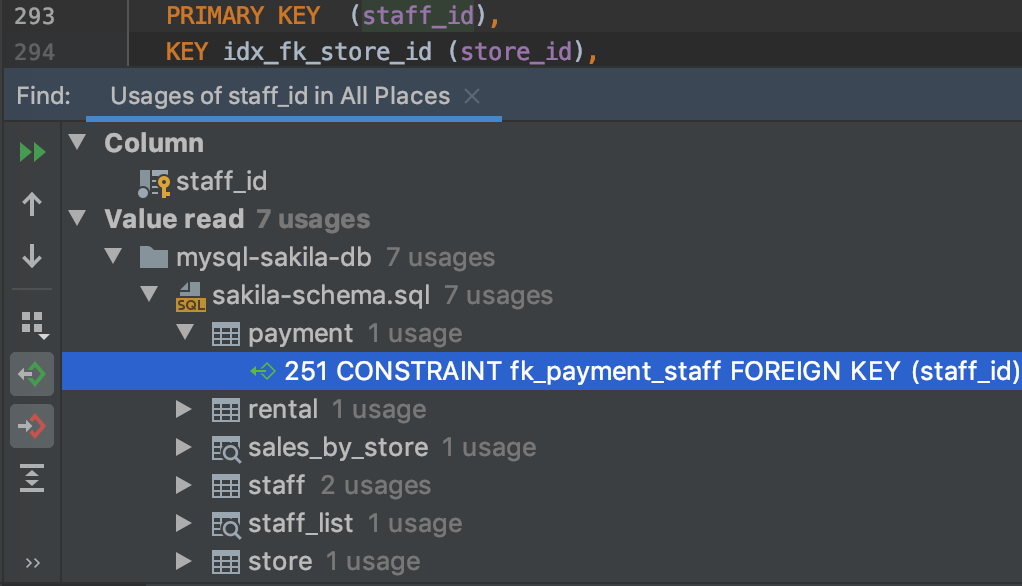 293 PRIMARY KEY (staff_id),
294 KEY idx_fk_store_id (store_id),
Find: Usages of staff_id in All Places
Column
staff_id
Value read 7 usages
mysql-sakila-db 7 usages
SQL sakila-schema.sql 7 usages
payment 1 usage
251 CONSTRAINT fk_payment_staff FOREIGN KEY (staff_id)
rental 1 usage
sales_by_store 1 usage
staff 2 usages
staff_list 1 usage
store 1 usage